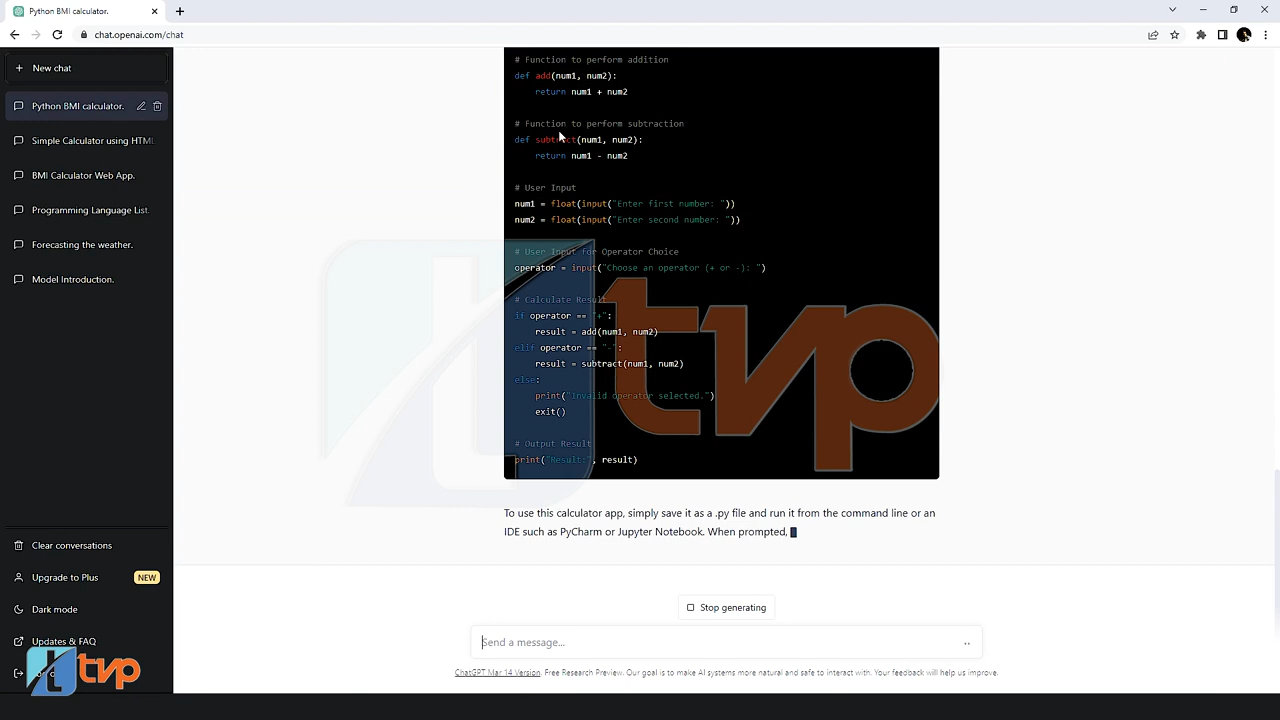 Python BMI calculator.
chat.openai.com/chat
New chat
Python BMI calculator.
Simple Calculator using HTML
BMI Calculator Web App.
Programming Language List.
Forecasting the weather.
Model Introduction.
Clear conversations
Upgrade to Plus NEW
Dark mode
Updates & FAQ
tvp
# Function to perform addition
def add(num1, num2):
return num1 + num2
# Function to perform subtraction
def subtract(num1, num2):
return num1 - num2
# User Input
num1 = float(input("Enter first number: "))
num2 = float(input("Enter second number: "))
# User Input for Operator Choice
operator = input("Choose an operator (+ or -): ")
# Calculate Result
if operator == "+":
result = add(num1, num2)
elif operator == "-":
result = subtract(num1, num2)
else:
print("Invalid operator selected.")
exit()
# Output Result
print("Result:", result)
tvp
To use this calculator app, simply save it as a .py file and run it from the command line or an
IDE such as PyCharm or Jupyter Notebook. When prompted,
Stop generating
Send a message...
ChatGPT Mar 14 Version. Free Research Preview. Our goal is to make AI systems more natural and safe to interact with. Your feedback will help us improve.